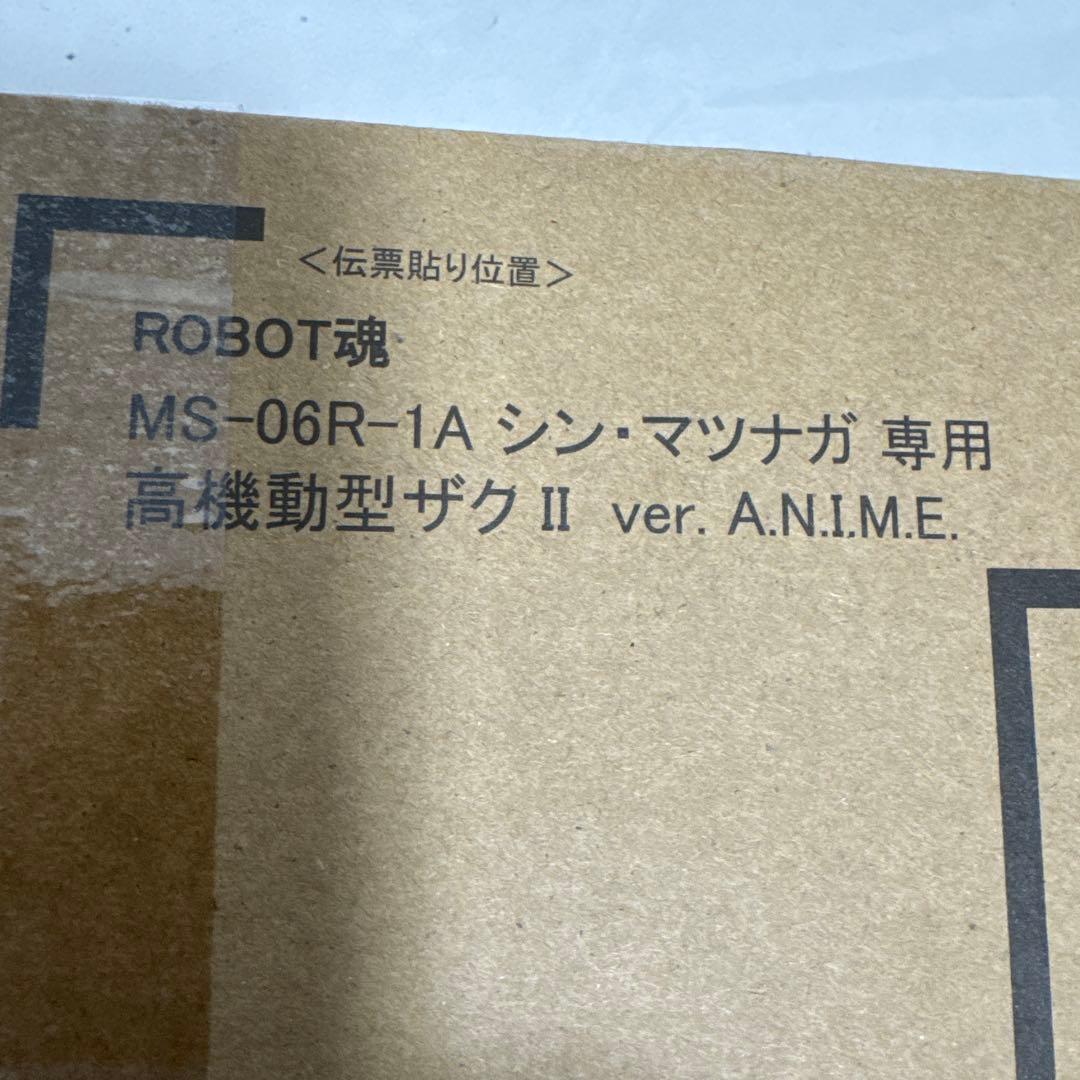 ＜伝票貼り位置＞
ROBOT魂
MS-06R-1A シン・マツナガ 専用
高機動型ザクⅡ ver. A.N.I.M.E.